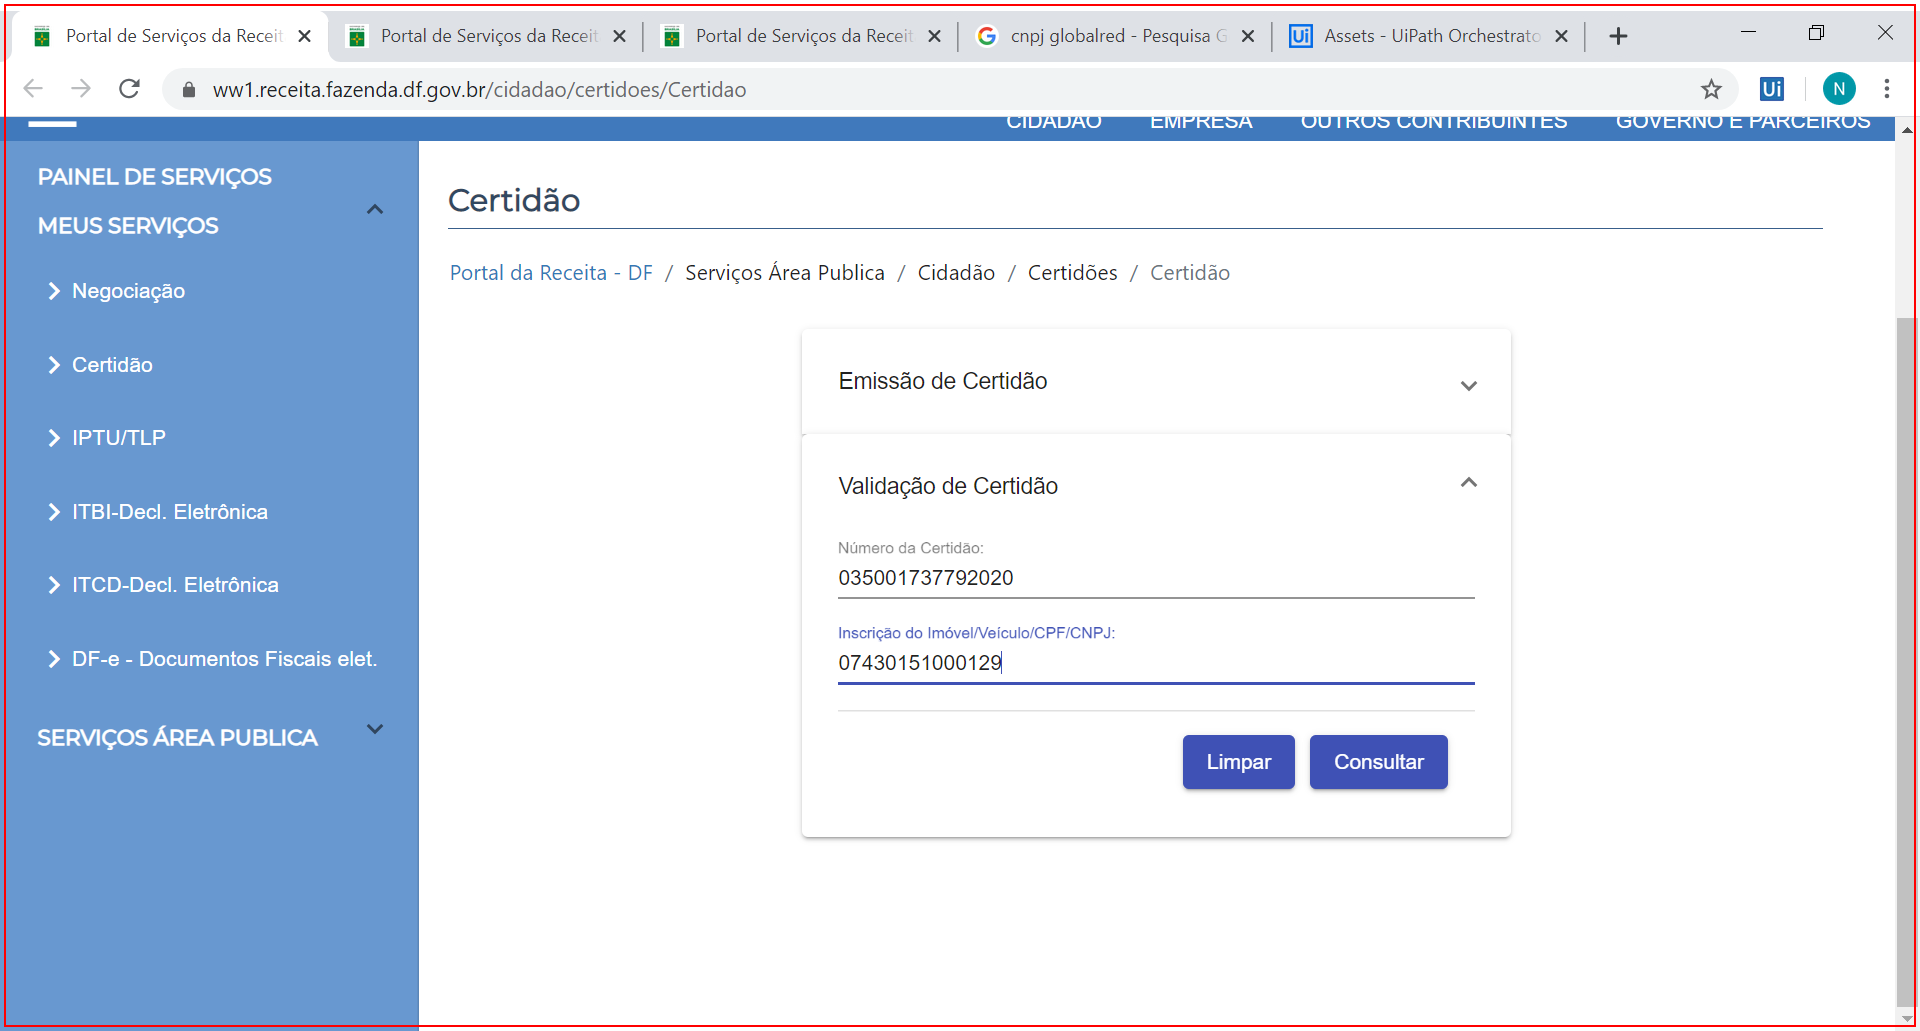 Portal de Serviços da Receit
Portal de Serviços da Receit
Portal de Serviços da Receit
cnpj globalred - Pesquisa G
Ui
Assets - UiPath Orchestrato
ww1.receita.fazenda.df.gov.br/cidadao/certidoes/Certidao
Ui
N
CIDADÃO
EMPRESA
OUTROS CONTRIBUINTES
GOVERNO E PARCEIROS
PAINEL DE SERVIÇOS
MEUS SERVIÇOS
Negociação
Certidão
IPTU/TLP
ITBI-Decl. Eletrônica
ITCD-Decl. Eletrônica
DF-e - Documentos Fiscais elet.
SERVIÇOS ÁREA PUBLICA
Certidão
Portal da Receita - DF / Serviços Área Publica / Cidadão / Certidões / Certidão
Emissão de Certidão
Validação de Certidão
Número da Certidão:
035001737792020
Inscrição do Imóvel/Veículo/CPF/CNPJ:
07430151000129
Limpar
Consultar